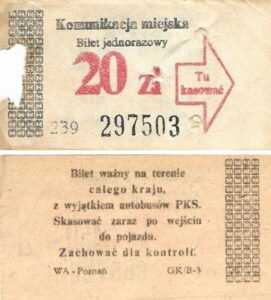 Komunikacja miejska
Bilet jednorazowy
20 zł
Tu
kasować
239 297503
Bilet ważny na terenie
całego kraju,
z wyjątkiem autobusów PKS.
Skasować zaraz po wejściu
do pojazdu.
Zachować dla kontroli.
WA - Poznań GK/B-3